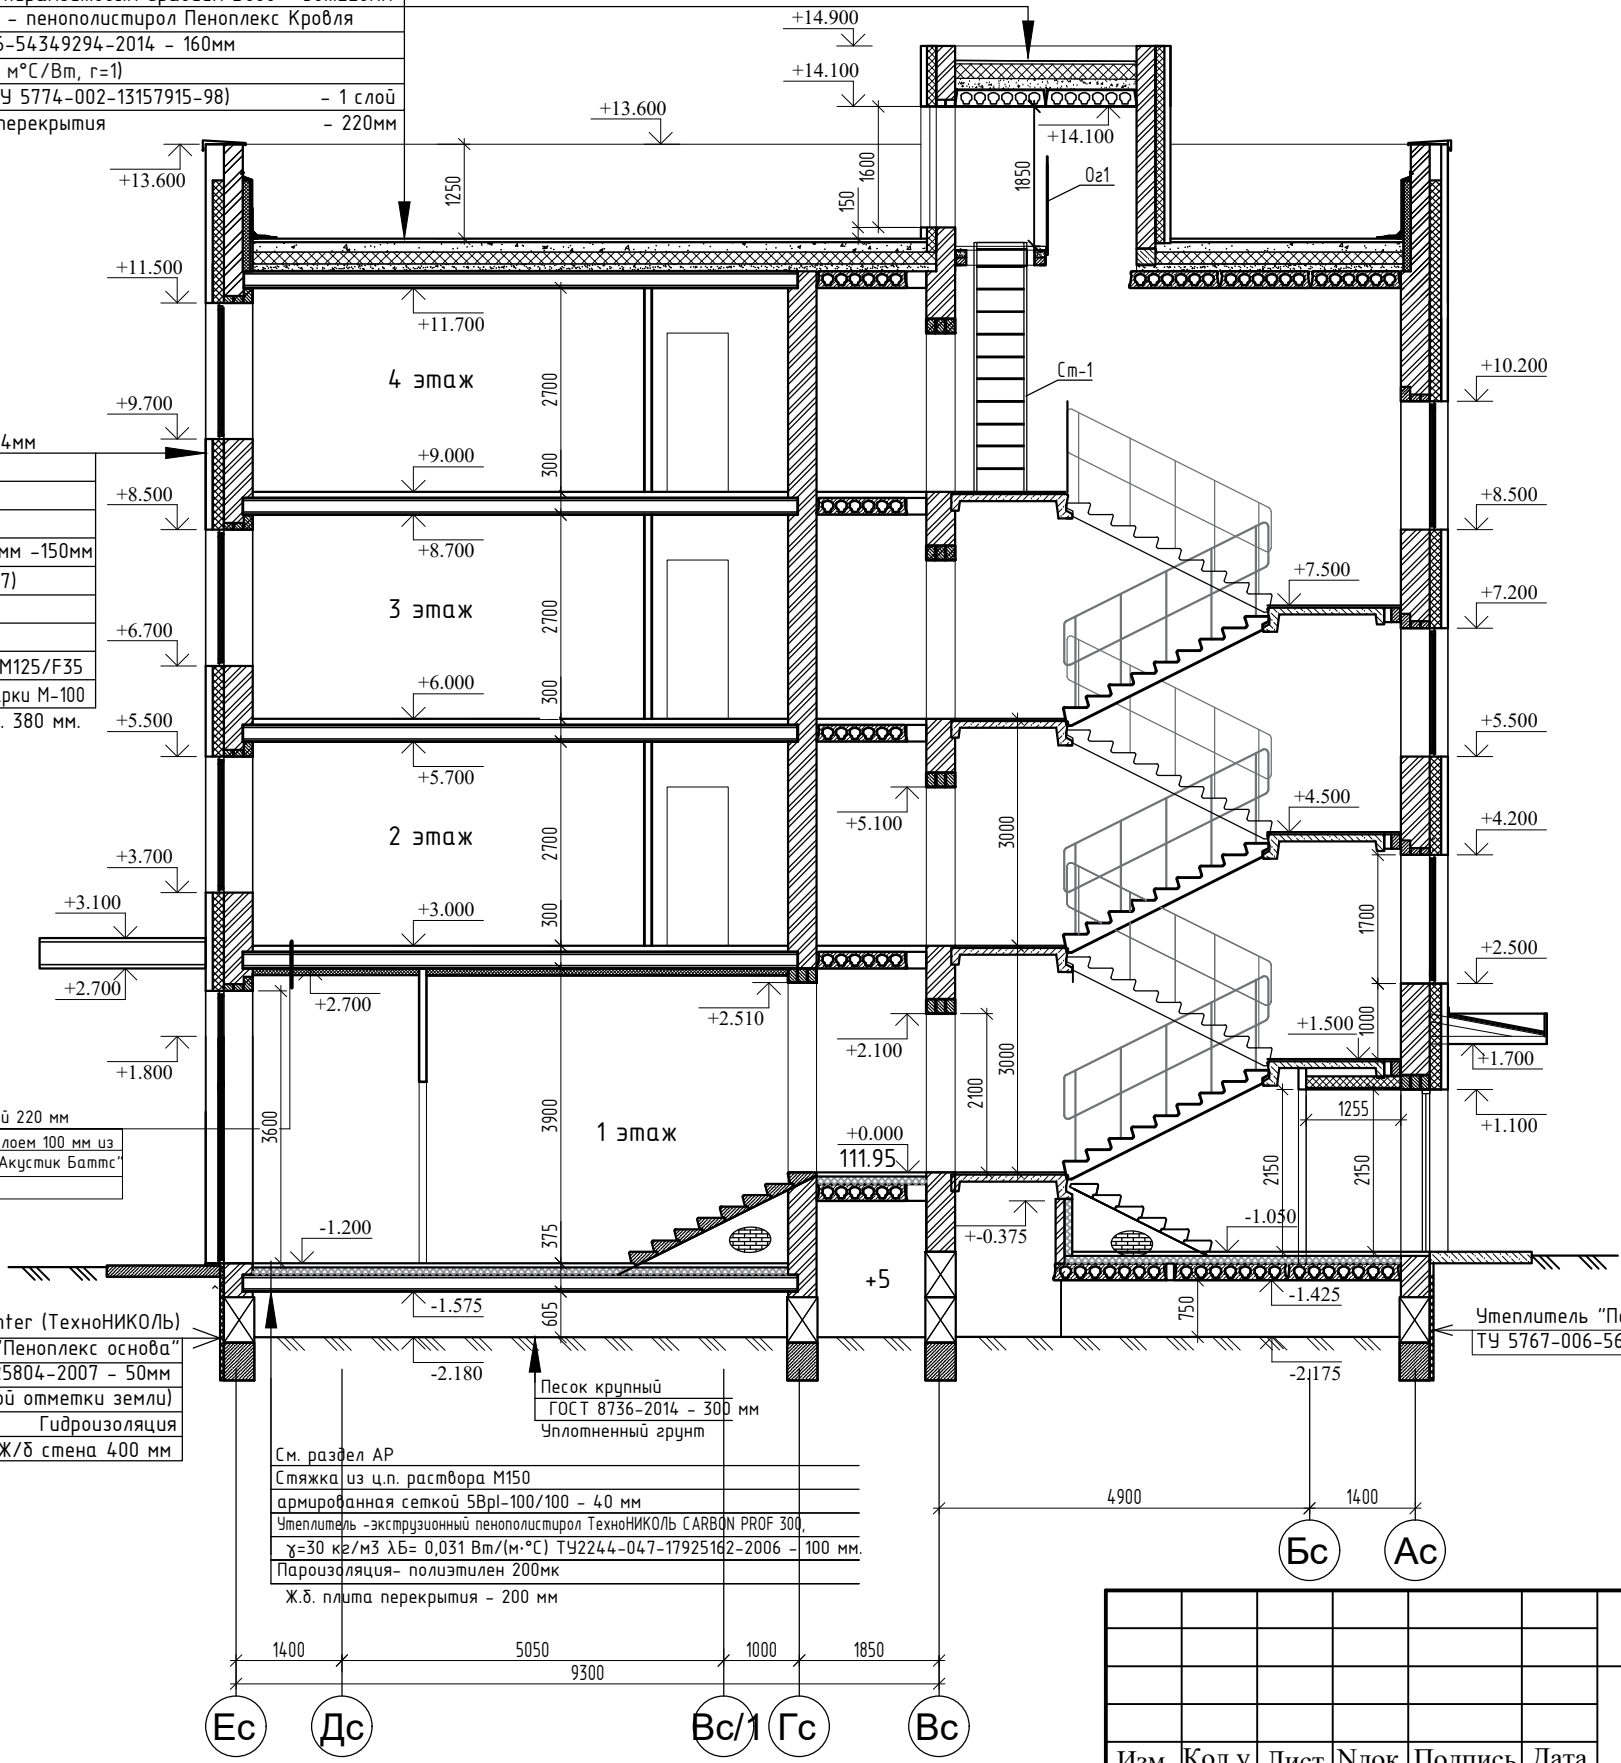 - пенополистирол Пеноплекс Кровля
-54349294-2014 - 160мм
м°С/Вт, r=1)
У 5774-002-13157915-98) - 1 слой
перекрытия - 220мм
+14.900
+14.100
+13.600
+14.100
+13.600
1250
1600
150
1850
Ог1
+11.500
+11.700
4 этаж
2700
Ст-1
+10.200
+9.700
4мм
+9.000
300
+8.500
+8.500
мм -150мм
+8.700
7)
+7.500
3 этаж
2700
+7.200
+6.700
М125/F35
рки М-100
. 380 мм.
+6.000
300
+5.500
+5.500
+5.700
+5.100
+4.500
+4.200
2 этаж
2700
3000
+3.700
+3.100
+3.000
300
1700
+2.500
+2.700
+2.700
+2.510
+2.100
+1.500
1000
+1.800
+1.700
й 220 мм
лоем 100 мм из
Акустик Баттс"
3600
3900
1 этаж
+0.000
111.95
2100
3000
1255
+1.100
2150
2150
-1.200
375
+-0.375
-1.050
+5
-1.575
605
750
-1.425
nter (ТехноНИКОЛЬ)
"Пеноплекс основа"
25804-2007 - 50мм
ой отметки земли)
Гидроизоляция
Ж/б стена 400 мм
-2.180
-2.175
Утеплитель "Пе
ТУ 5767-006-56
Песок крупный
ГОСТ 8736-2014 - 300 мм
Уплотненный грунт
См. раздел АР
Стяжка из ц.п. раствора М150
армированная сеткой 5ВрI-100/100 - 40 мм
Утеплитель -экструзионный пенополистирол ТехноНИКОЛЬ CARBON PROF 300,
γ=30 кг/м3 λБ= 0,031 Вт/(м·°С) ТУ2244-047-17925162-2006 - 100 мм.
Пароизоляция- полиэтилен 200мк
Ж.б. плита перекрытия - 200 мм
4900
1400
Бс
Ас
1400
5050
1000
1850
9300
Ес
Дс
Вс/1
Гс
Вс
Изм. Кол.у Лист Nдок Подпись Дата